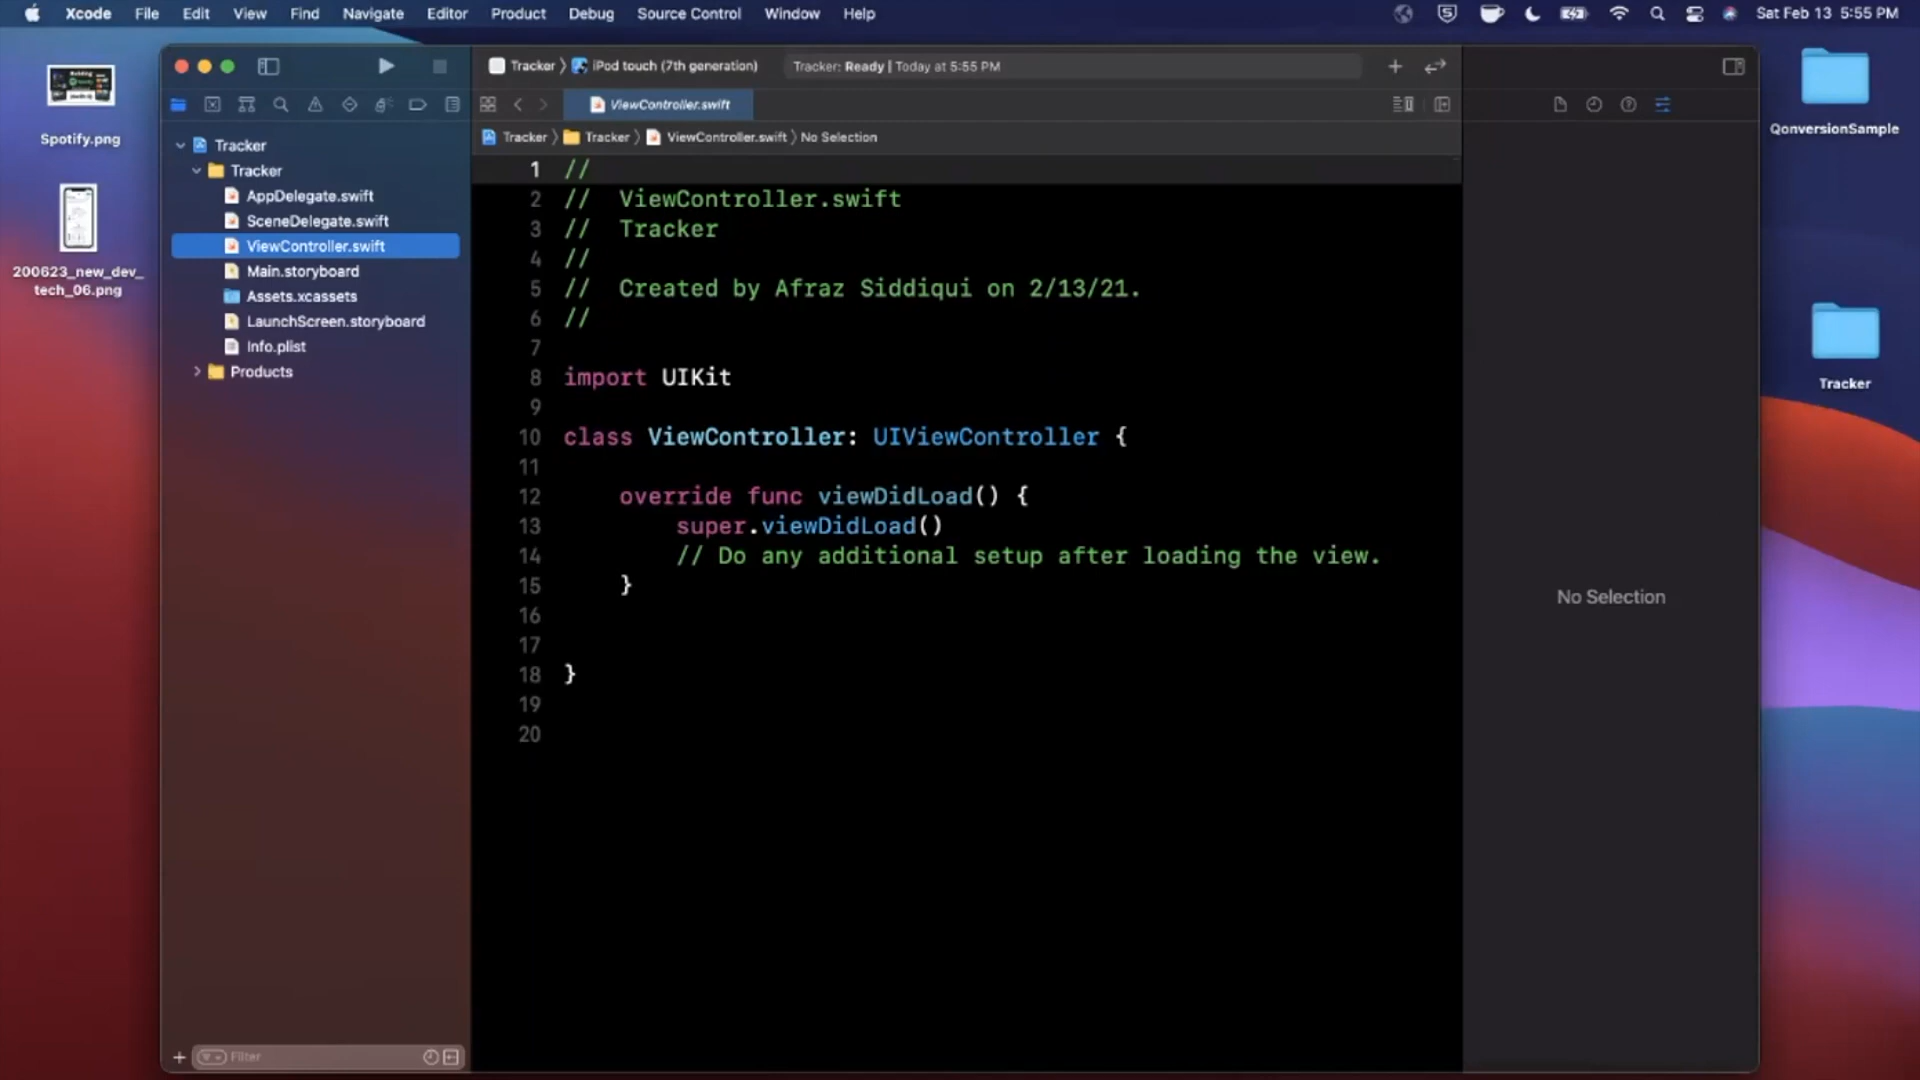 Xcode File Edit View Find Navigate Editor Product Debug Source Control Window Help
Sat Feb 13 5:55 PM
Spotify.png
200623_new_dev_
tech_06.png
QonversionSample
Tracker
Tracker iPod touch (7th generation)
Tracker: Ready | Today at 5:55 PM
ViewController.swift
Tracker Tracker ViewController.swift No Selection
Tracker
Tracker
AppDelegate.swift
SceneDelegate.swift
ViewController.swift
Main.storyboard
Assets.xcassets
LaunchScreen.storyboard
Info.plist
Products
Filter
1 //
2 //  ViewController.swift
3 //  Tracker
4 //
5 //  Created by Afraz Siddiqui on 2/13/21.
6 //
7
8 import UIKit
9
10 class ViewController: UIViewController {
11
12     override func viewDidLoad() {
13         super.viewDidLoad()
14         // Do any additional setup after loading the view.
15     }
16
17
18 }
19
20
No Selection